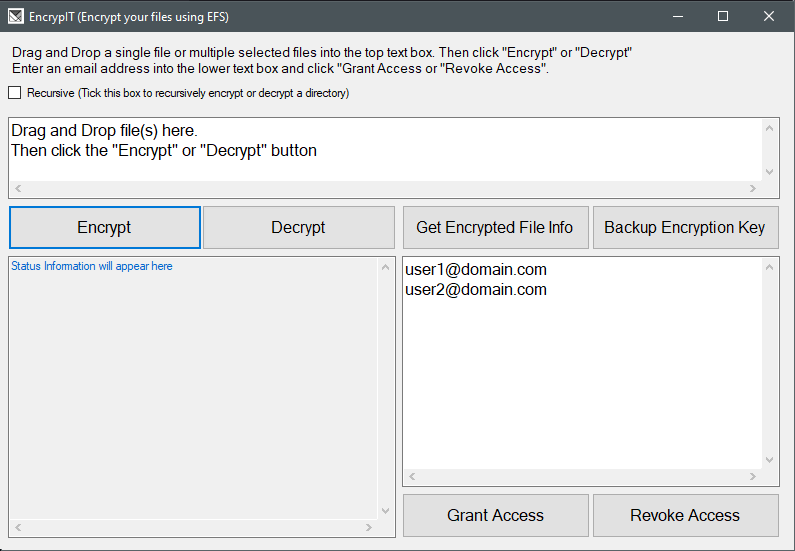 EncrypIT (Encrypt your files using EFS)
Drag and Drop a single file or multiple selected files into the top text box. Then click "Encrypt" or "Decrypt"
Enter an email address into the lower text box and click "Grant Access or "Revoke Access".
Recursive (Tick this box to recursively encrypt or decrypt a directory)
Drag and Drop file(s) here.
Then click the "Encrypt" or "Decrypt" button
Encrypt
Decrypt
Get Encrypted File Info
Backup Encryption Key
Status Information will appear here
user1@domain.com
user2@domain.com
Grant Access
Revoke Access